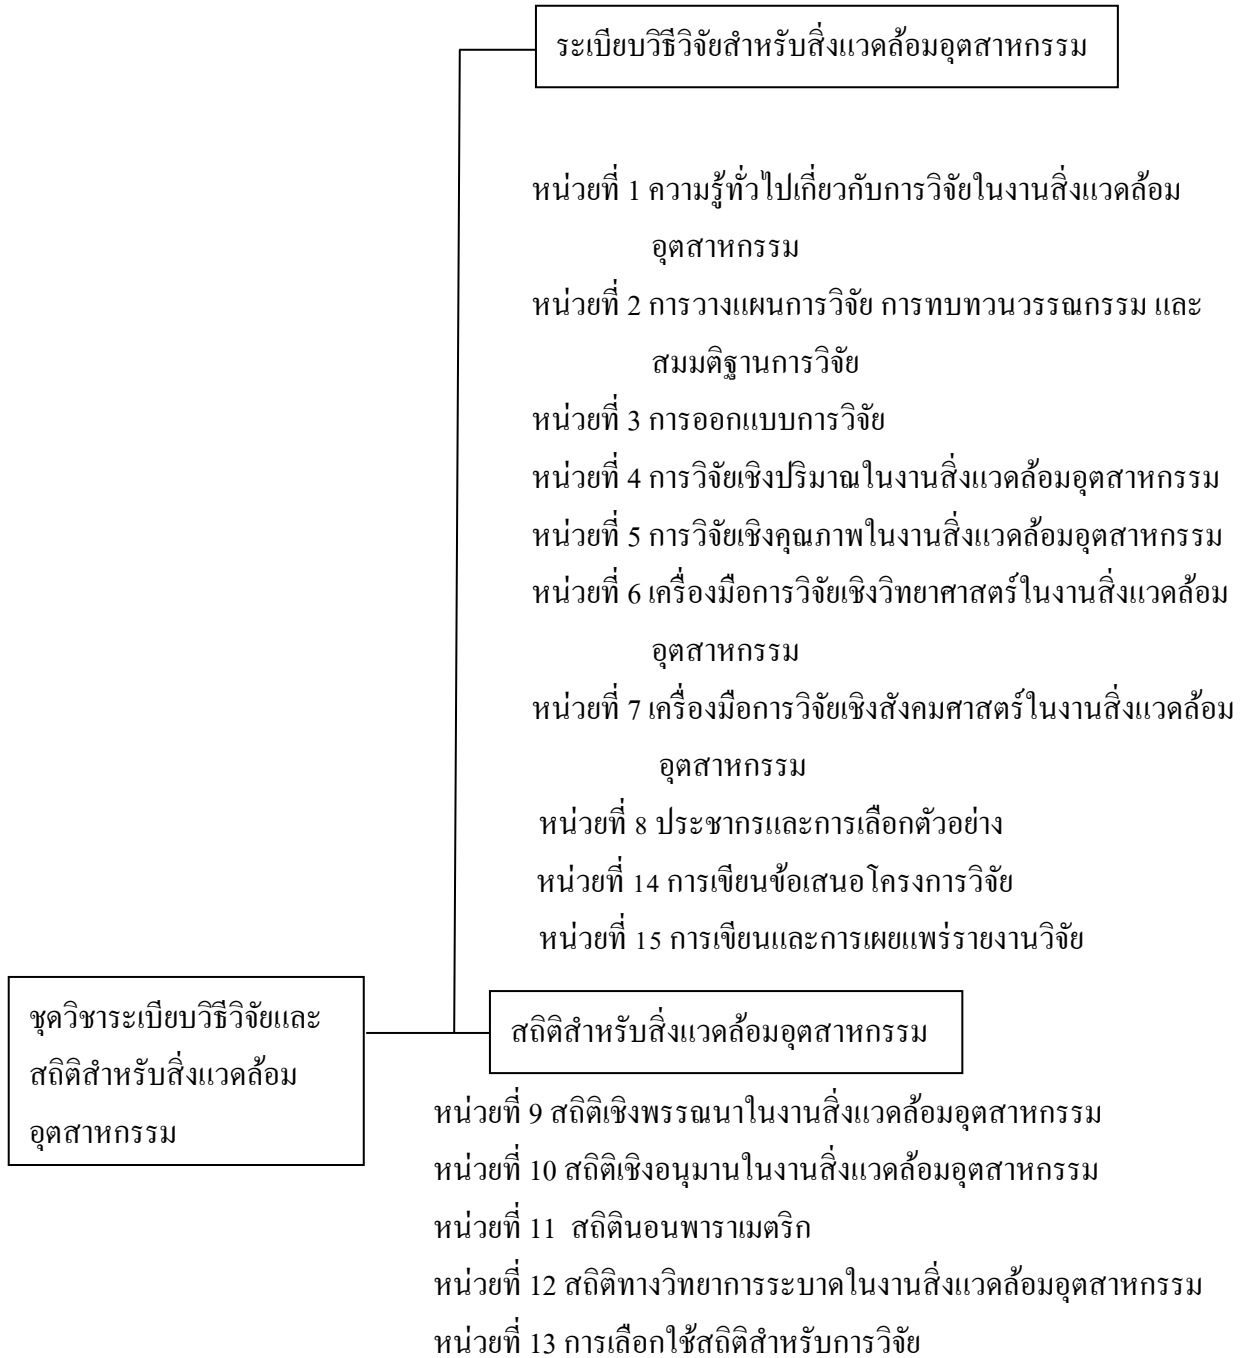 ระเบียบวิธีวิจัยสำหรับสิ่งแวดล้อมอุตสาหกรรม
หน่วยที่ 1 ความรู้ทั่วไปเกี่ยวกับการวิจัยในงานสิ่งแวดล้อม
อุตสาหกรรม
หน่วยที่ 2 การวางแผนการวิจัย การทบทวนวรรณกรรม และ
สมมติฐานการวิจัย
หน่วยที่ 3 การออกแบบการวิจัย
หน่วยที่ 4 การวิจัยเชิงปริมาณในงานสิ่งแวดล้อมอุตสาหกรรม
หน่วยที่ 5 การวิจัยเชิงคุณภาพในงานสิ่งแวดล้อมอุตสาหกรรม
หน่วยที่ 6 เครื่องมือการวิจัยเชิงวิทยาศาสตร์ในงานสิ่งแวดล้อม
อุตสาหกรรม
หน่วยที่ 7 เครื่องมือการวิจัยเชิงสังคมศาสตร์ในงานสิ่งแวดล้อม
อุตสาหกรรม
หน่วยที่ 8 ประชากรและการเลือกตัวอย่าง
หน่วยที่ 14 การเขียนข้อเสนอโครงการวิจัย
หน่วยที่ 15 การเขียนและการเผยแพร่รายงานวิจัย
ชุดวิชาระเบียบวิธีวิจัยและ
สถิติสำหรับสิ่งแวดล้อม
อุตสาหกรรม
สถิติสำหรับสิ่งแวดล้อมอุตสาหกรรม
หน่วยที่ 9 สถิติเชิงพรรณนาในงานสิ่งแวดล้อมอุตสาหกรรม
หน่วยที่ 10 สถิติเชิงอนุมานในงานสิ่งแวดล้อมอุตสาหกรรม
หน่วยที่ 11 สถิตินอนพาราเมตริก
หน่วยที่ 12 สถิติทางวิทยาการระบาดในงานสิ่งแวดล้อมอุตสาหกรรม
หน่วยที่ 13 การเลือกใช้สถิติสำหรับการวิจัย